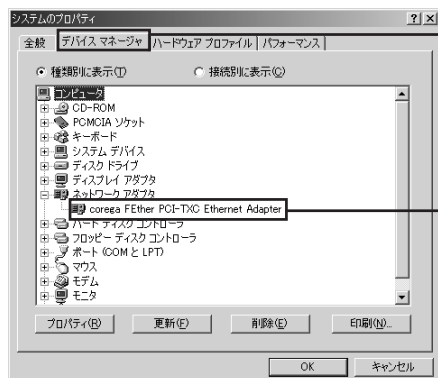 システムのプロパティ
全般 デバイス マネージャ ハードウェア プロファイル パフォーマンス
種類別に表示(T) 接続別に表示(C)
コンピュータ
CD-ROM
PCMCIA ソケット
キーボード
システム デバイス
ディスク ドライブ
ディスプレイ アダプタ
ネットワーク アダプタ
corega FEther PCI-TXC Ethernet Adapter
ハード ディスク コントローラ
フロッピー ディスク コントローラ
ポート (COM と LPT)
マウス
モデム
モニタ
プロパティ(R) 更新(F) 削除(E) 印刷(N)...
OK キャンセル